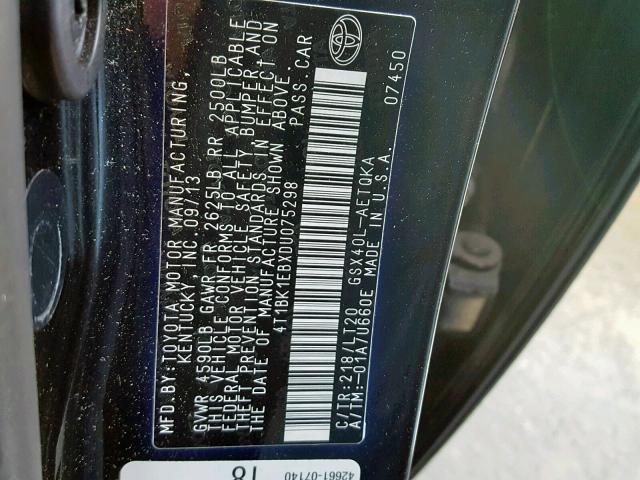 MFD.BY:TOYOTA MOTOR MANUFACTURING,
KENTUCKY, INC. 09/13
GVWR 4590LB GAWR FR 2625LB RR 2500LB
THIS VEHICLE CONFORMS TO ALL APPLICABLE
FEDERAL MOTOR VEHICLE SAFETY, BUMPER AND
THEFT PREVENTION STANDARDS IN EFFECT ON
THE DATE OF MANUFACTURE SHOWN ABOVE.
4T1BK1EBXDU075298 PASS.CAR
C/TR:218/LT20 GSX40L-AETQKA
A/TM:-01A/U660E MADE IN U.S.A.
07450
42661-07140
18